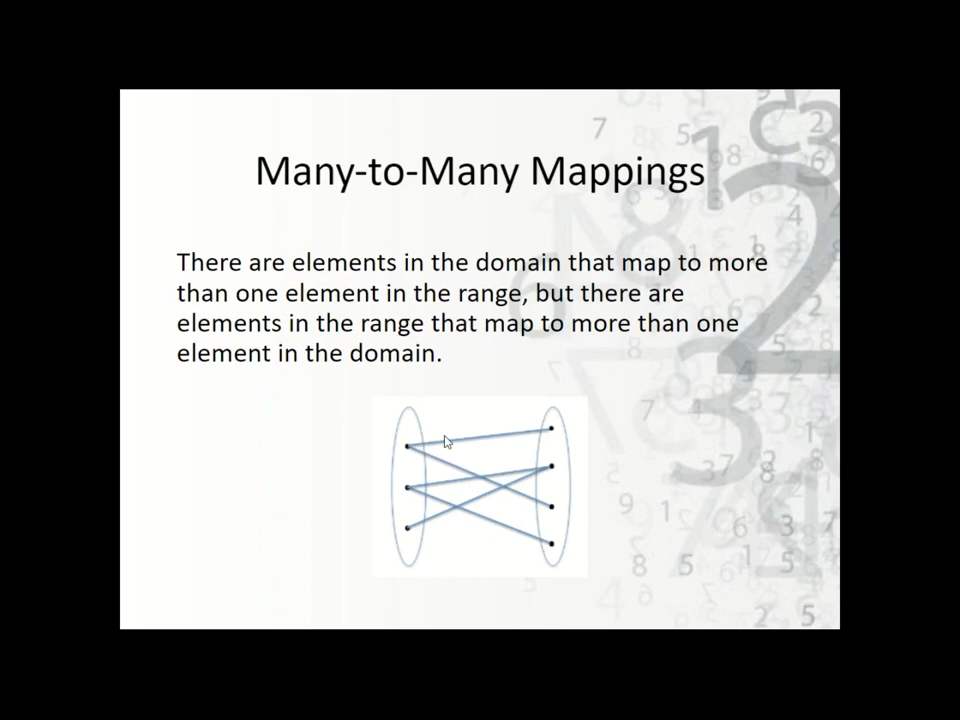 Many-to-Many Mappings
There are elements in the domain that map to more
than one element in the range, but there are
elements in the range that map to more than one
element in the domain.